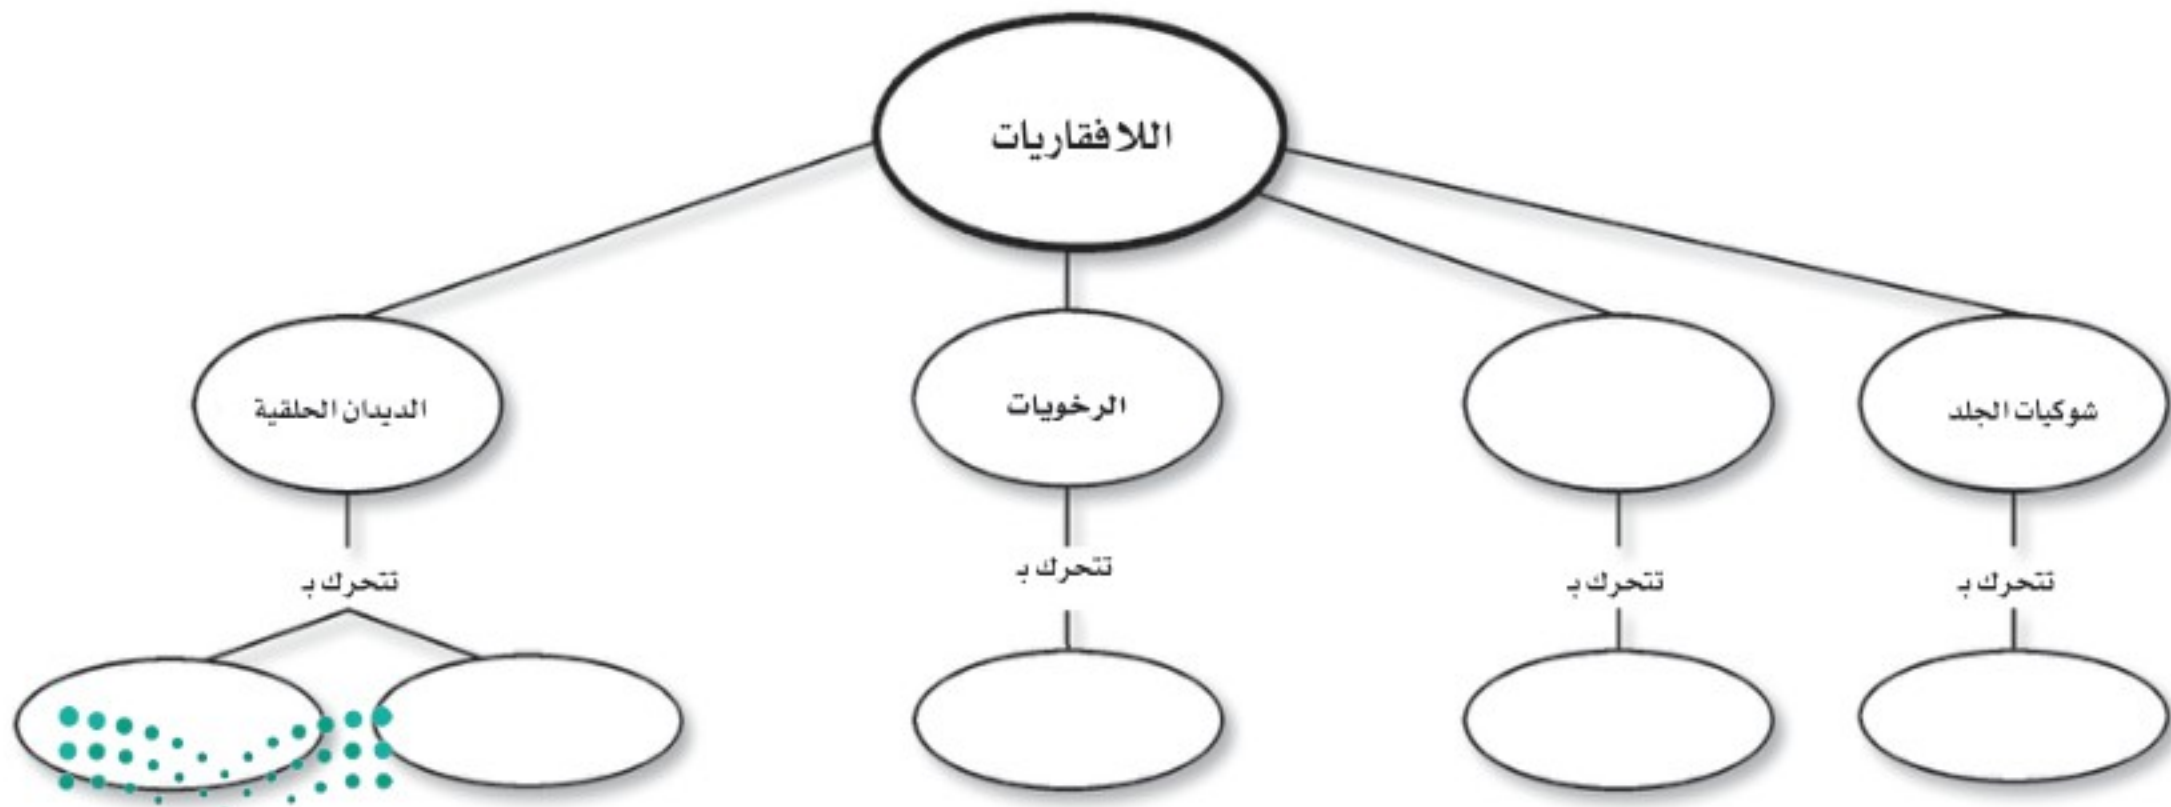 اللافقاريات
شوكيات الجلد
الرخويات
الديدان الحلقية
تتحرك بـ
تتحرك بـ
تتحرك بـ
تتحرك بـ